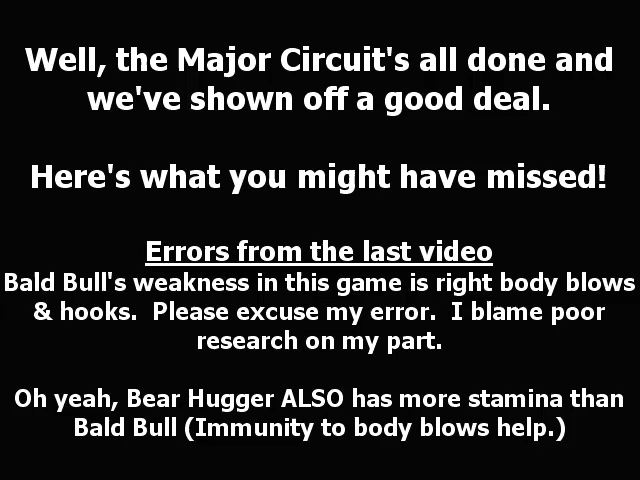 Well, the Major Circuit's all done and
we've shown off a good deal.
Here's what you might have missed!
Errors from the last video
Bald Bull's weakness in this game is right body blows
& hooks.  Please excuse my error.  I blame poor
research on my part.
Oh yeah, Bear Hugger ALSO has more stamina than
Bald Bull (Immunity to body blows help.)